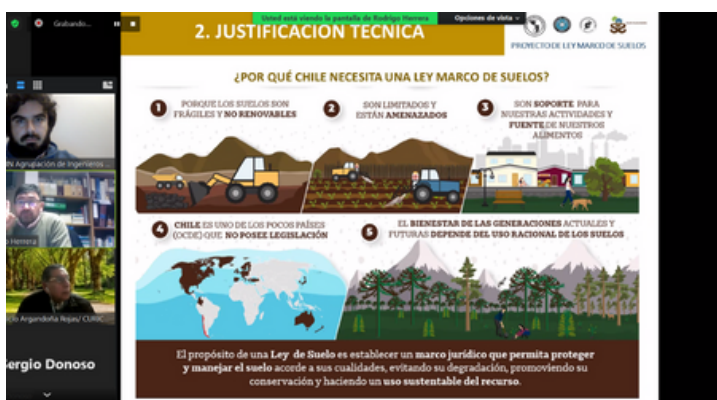 Grabando...
Usted está viendo la pantalla de Rodrigo Herrera
Opciones de vista
2. JUSTIFICACIÓN TÉCNICA
PROYECTO DE LEY MARCO DE SUELOS
¿POR QUÉ CHILE NECESITA UNA LEY MARCO DE SUELOS?
1 PORQUE LOS SUELOS SON
FRÁGILES Y NO RENOVABLES
2 SON LIMITADOS Y
ESTÁN AMENAZADOS
3 SON SOPORTE PARA
NUESTRAS ACTIVIDADES Y
FUENTE DE NUESTROS
ALIMENTOS
Agrupación de Ingenieros ...
Herrera
Argandoña Rojas/ CURIC
Sergio Donoso
4 CHILE ES UNO DE LOS POCOS PAÍSES
(OCDE) QUE NO POSEE LEGISLACIÓN
5 EL BIENESTAR DE LAS GENERACIONES ACTUALES Y
FUTURAS DEPENDE DEL USO RACIONAL DE LOS SUELOS
El propósito de una Ley de Suelo es establecer un marco jurídico que permita proteger
y manejar el suelo acorde a sus cualidades, evitando su degradación, promoviendo su
conservación y haciendo un uso sustentable del recurso.